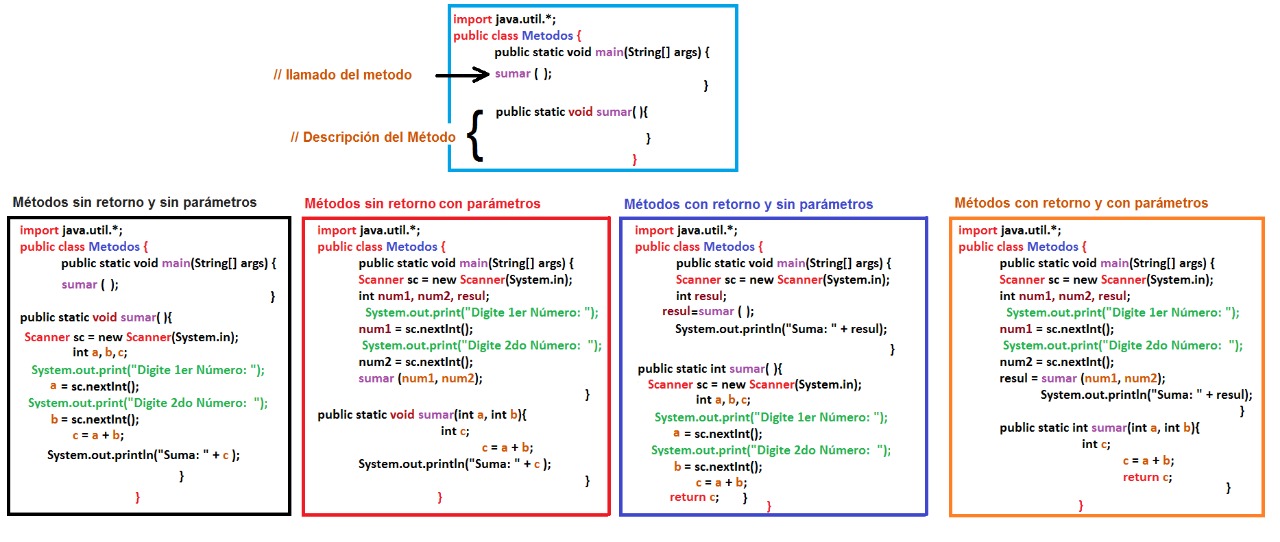 import java.util.*;
public class Metodos {
public static void main(String[] args) {
// llamado del metodo
sumar ( );
}
public static void sumar( ){
// Descripción del Método {
}
}
Métodos sin retorno y sin parámetros
import java.util.*;
public class Metodos {
public static void main(String[] args) {
sumar ( );
}
public static void sumar( ){
Scanner sc = new Scanner(System.in);
int a, b, c;
System.out.print("Digite 1er Número: ");
a = sc.nextInt();
System.out.print("Digite 2do Número:  ");
b = sc.nextInt();
c = a + b;
System.out.println("Suma: " + c );
}
}
Métodos sin retorno con parámetros
import java.util.*;
public class Metodos {
public static void main(String[] args) {
Scanner sc = new Scanner(System.in);
int num1, num2, resul;
System.out.print("Digite 1er Número: ");
num1 = sc.nextInt();
System.out.print("Digite 2do Número:  ");
num2 = sc.nextInt();
sumar (num1, num2);
}
public static void sumar(int a, int b){
int c;
c = a + b;
System.out.println("Suma: " + c );
}
}
Métodos con retorno y sin parámetros
import java.util.*;
public class Metodos {
public static void main(String[] args) {
Scanner sc = new Scanner(System.in);
int resul;
resul=sumar ( );
System.out.println("Suma: " + resul);
}
public static int sumar( ){
Scanner sc = new Scanner(System.in);
int a, b,c;
System.out.print("Digite 1er Número: ");
a = sc.nextInt();
System.out.print("Digite 2do Número:  ");
b = sc.nextInt();
c = a + b;
return c; }
}
Métodos con retorno y con parámetros
import java.util.*;
public class Metodos {
public static void main(String[] args) {
Scanner sc = new Scanner(System.in);
int num1, num2, resul;
System.out.print("Digite 1er Número: ");
num1 = sc.nextInt();
System.out.print("Digite 2do Número:  ");
num2 = sc.nextInt();
resul = sumar (num1, num2);
System.out.println("Suma: " + resul);
}
public static int sumar(int a, int b){
int c;
c = a + b;
return c;
}
}